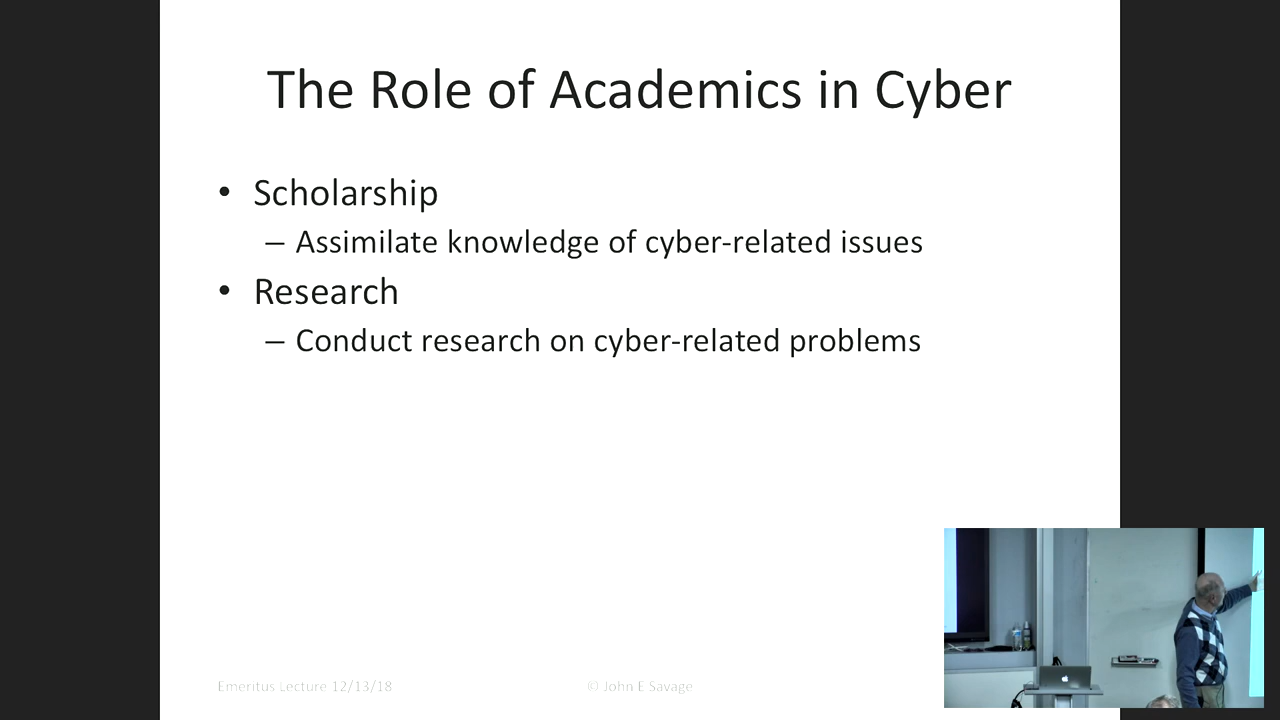 The Role of Academics in Cyber
• Scholarship
– Assimilate knowledge of cyber-related issues
• Research
– Conduct research on cyber-related problems
Emeritus Lecture 12/13/18
© John E Savage